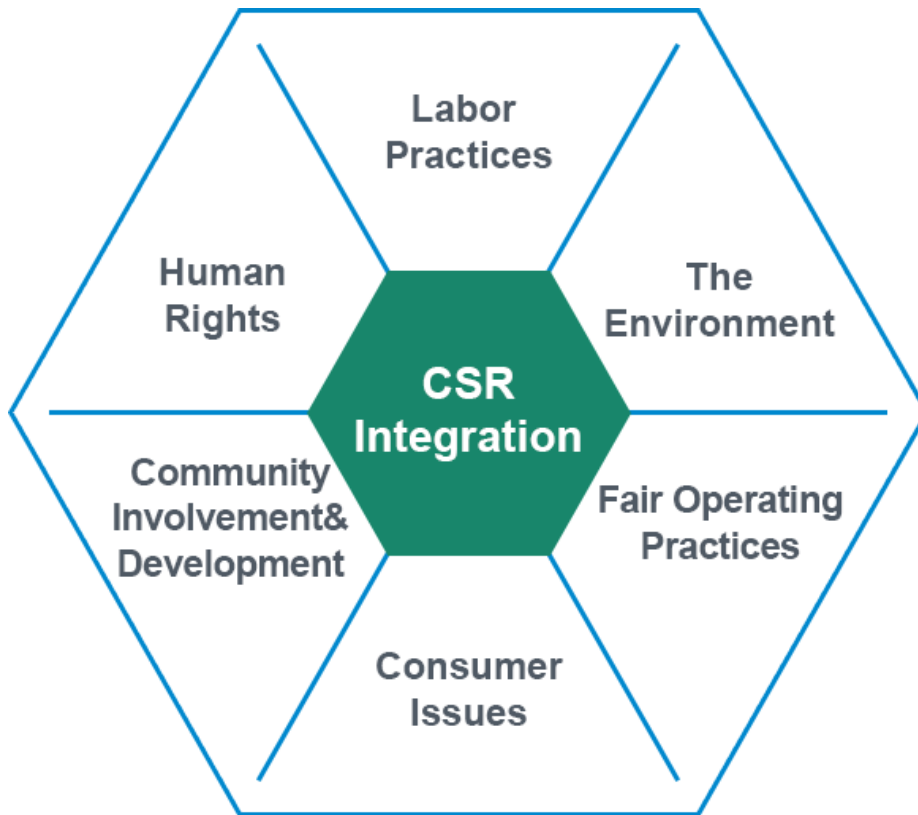 Labor
Practices
Human
Rights
The
Environment
CSR
Integration
Community
Involvement&
Development
Fair Operating
Practices
Consumer
Issues